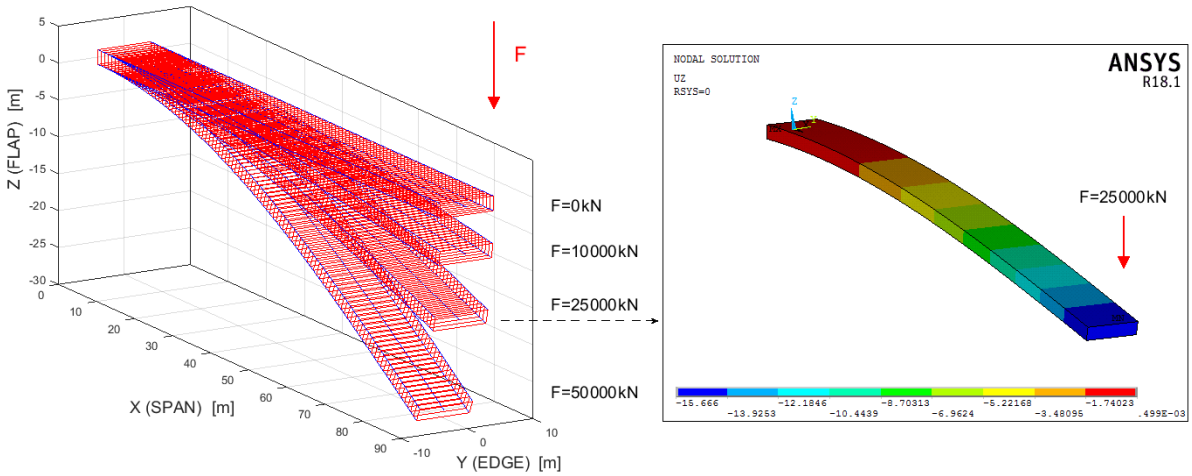 5
0
-5
-10
-15
-20
-25
-30
Z (FLAP) [m]
0
10
20
30
40
50
60
70
80
90
X (SPAN) [m]
-10
0
10
Y (EDGE) [m]
F
F=0kN
F=10000kN
F=25000kN
F=50000kN
NODAL SOLUTION
UZ
RSYS=0
ANSYS
R18.1
Z
F=25000kN
-15.666
-13.9253
-12.1846
-10.4439
-8.70313
-6.9624
-5.22168
-3.48095
-1.74023
.499E-03